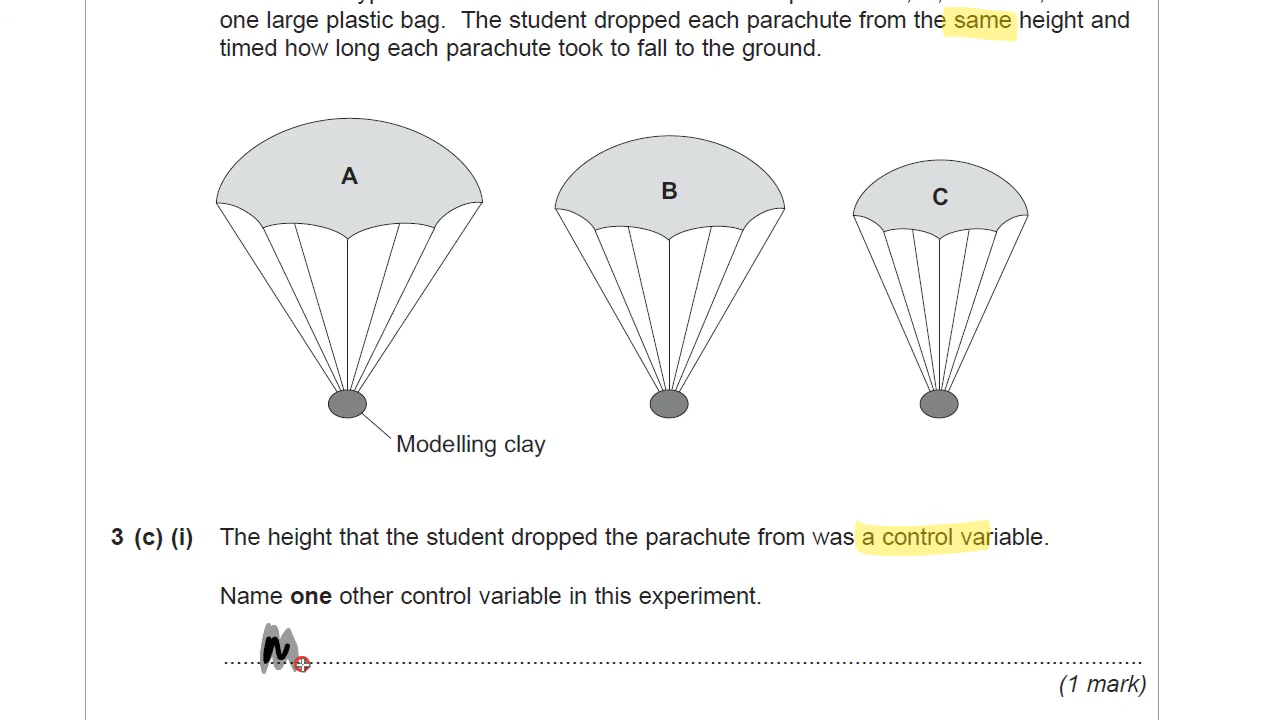 one large plastic bag. The student dropped each parachute from the same height and
timed how long each parachute took to fall to the ground.
A
B
C
Modelling clay
3 (c) (i) The height that the student dropped the parachute from was a control variable.
Name one other control variable in this experiment.
(1 mark)